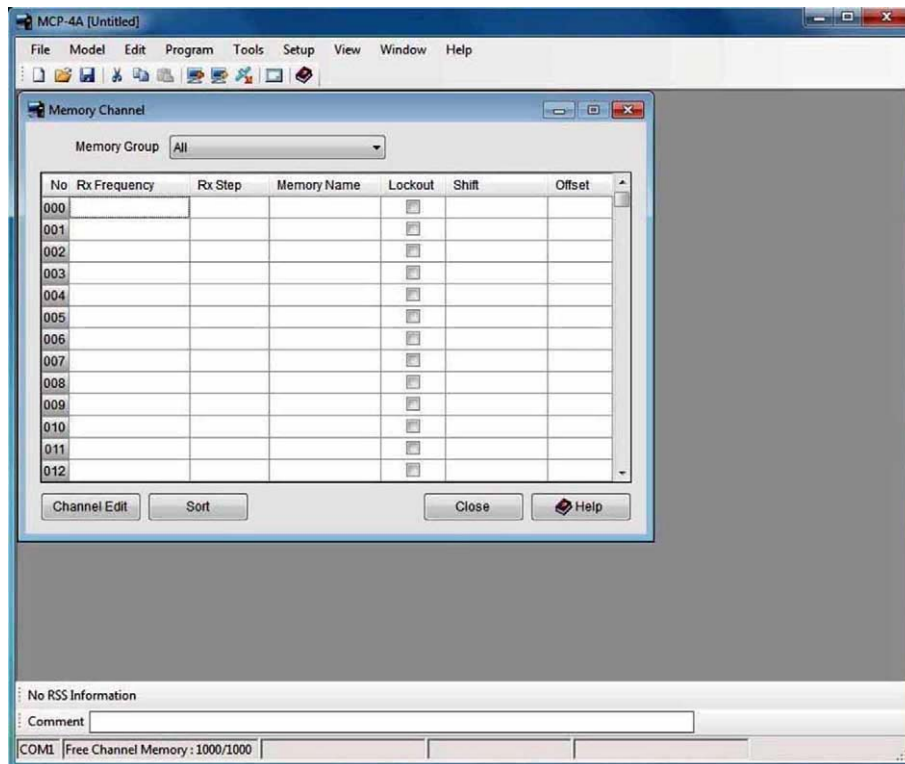 MCP-4A [Untitled]
File Model Edit Program Tools Setup View Window Help
Memory Channel
Memory Group All
No Rx Frequency Rx Step Memory Name Lockout Shift Offset
000
001
002
003
004
005
006
007
008
009
010
011
012
Channel Edit Sort Close Help
No RSS Information
Comment
COM1 Free Channel Memory : 1000/1000